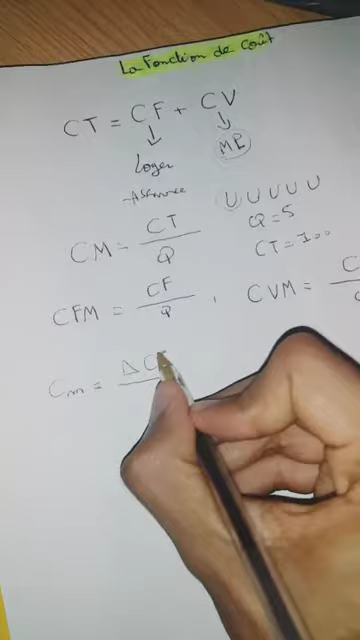 La Fonction de Coût
CT = CF + CV
↓ ↓
Loyer MP
- Assurance
U U U U U
CM = CT / Q
Q = 5
CT = 100
CFM = CF / Q , CVM = C
Cm = ΔC